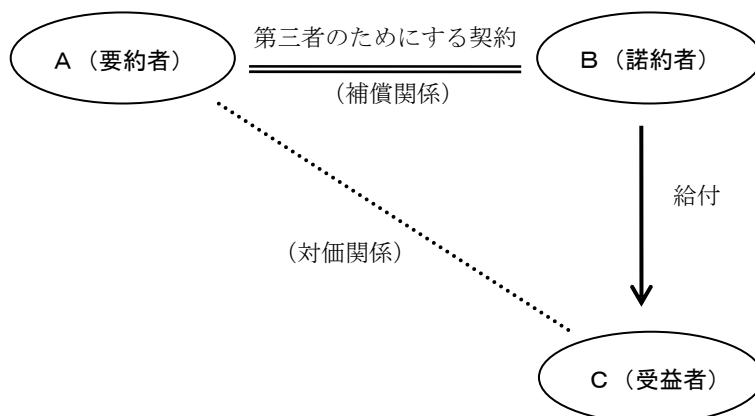 第三者のためにする契約
A（要約者）
B（諾約者）
（補償関係）
給付
（対価関係）
C（受益者）